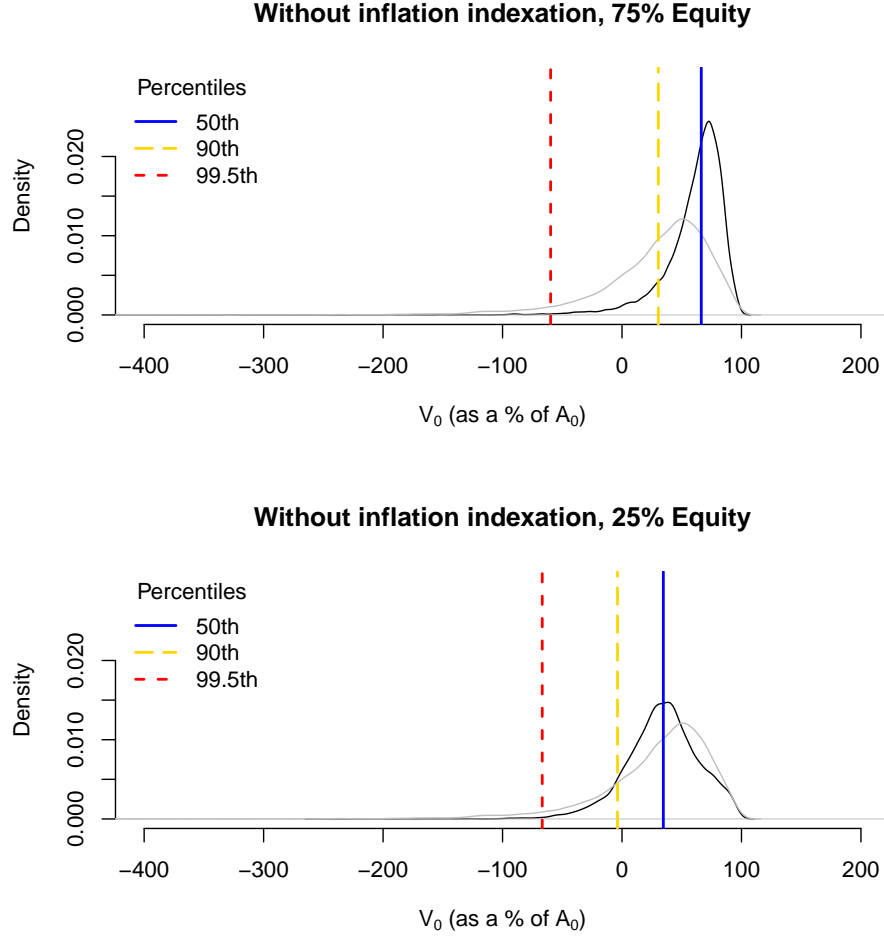 Without inflation indexation, 75% Equity
Percentiles
50th
90th
99.5th
Density
0.000 0.010 0.020
−400 −300 −200 −100 0 100 200
V₀ (as a % of A₀)
Without inflation indexation, 25% Equity
Percentiles
50th
90th
99.5th
Density
0.000 0.010 0.020
−400 −300 −200 −100 0 100 200
V₀ (as a % of A₀)